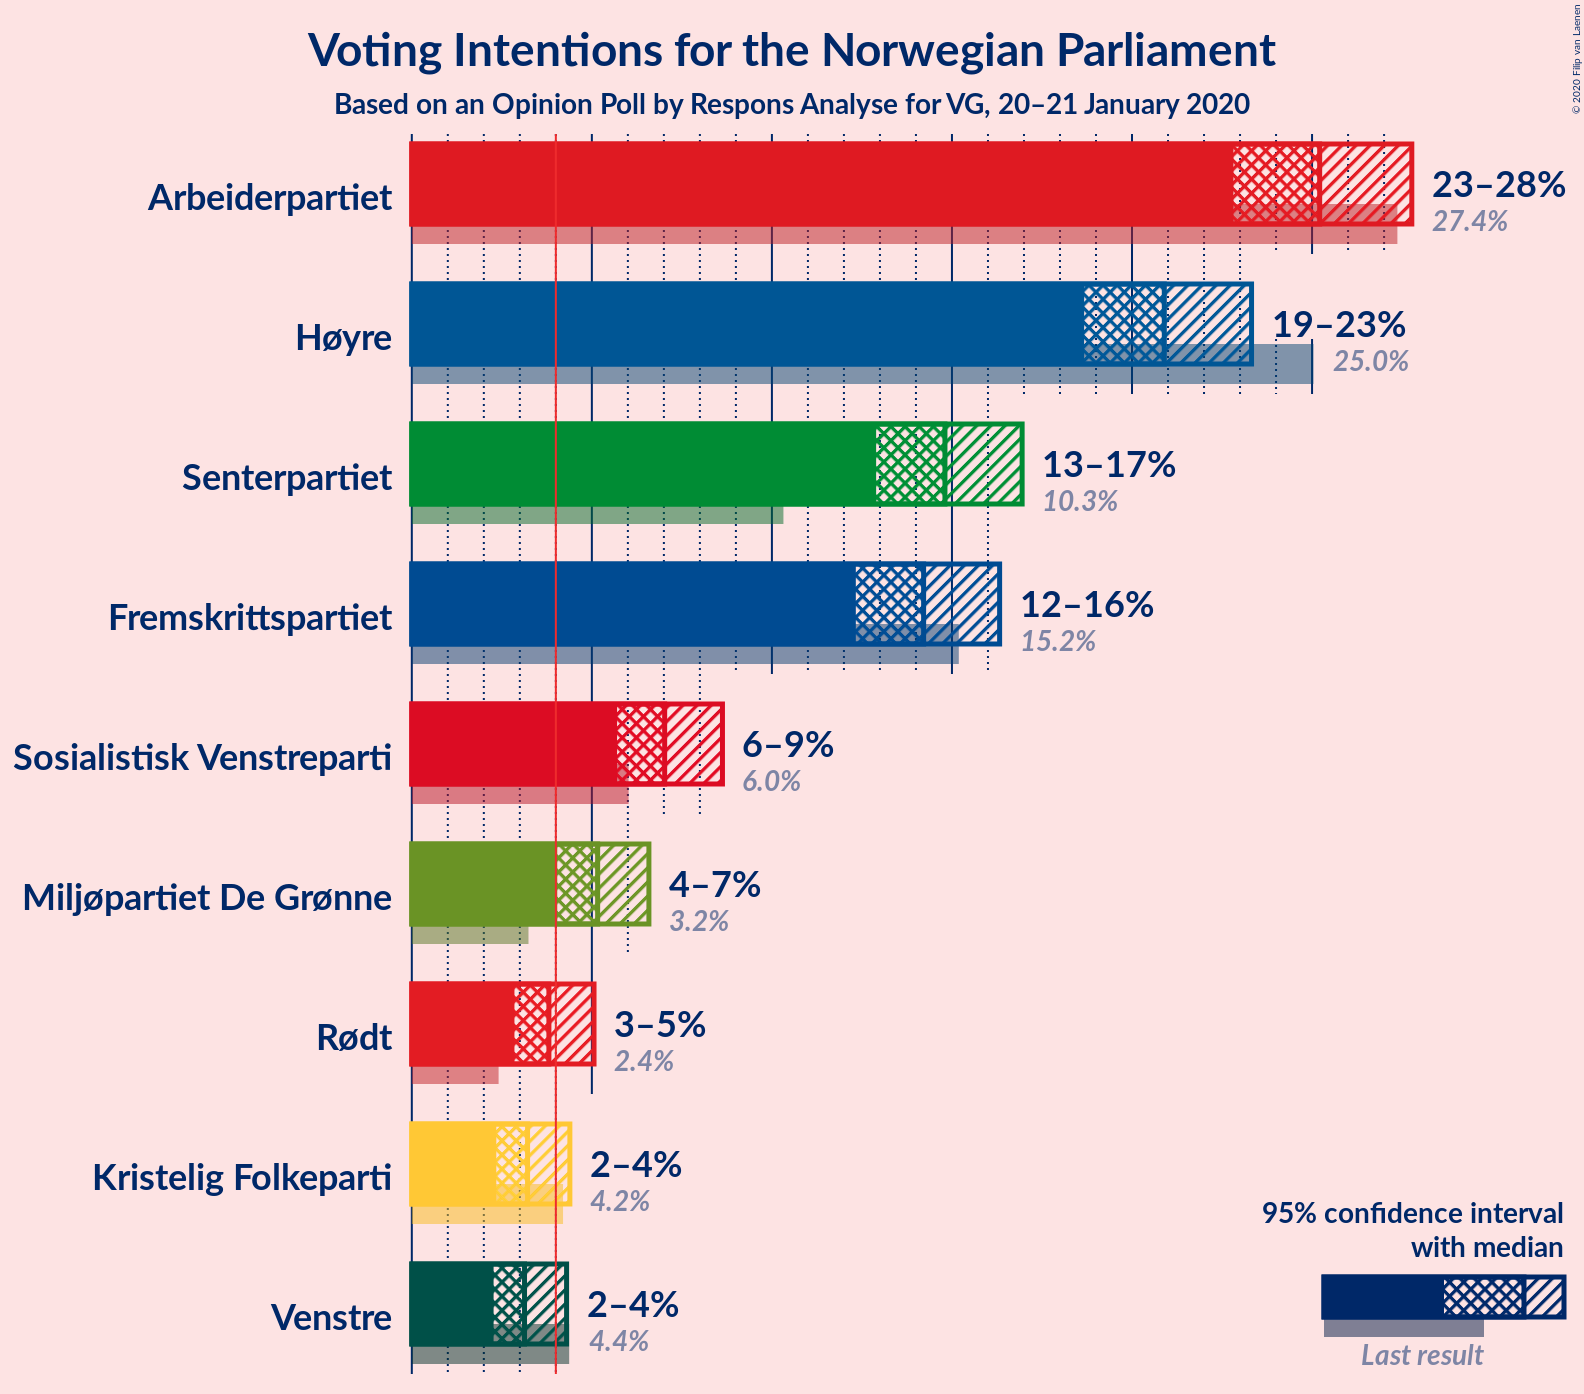 Voting Intentions for the Norwegian Parliament
Based on an Opinion Poll by Respons Analyse for VG, 20–21 January 2020
© 2020 Filip van Laenen
Arbeiderpartiet
23–28%
27.4%
Høyre
19–23%
25.0%
Senterpartiet
13–17%
10.3%
Fremskrittspartiet
12–16%
15.2%
Sosialistisk Venstreparti
6–9%
6.0%
Miljøpartiet De Grønne
4–7%
3.2%
Rødt
3–5%
2.4%
Kristelig Folkeparti
2–4%
4.2%
Venstre
2–4%
4.4%
95% confidence interval
with median
Last result